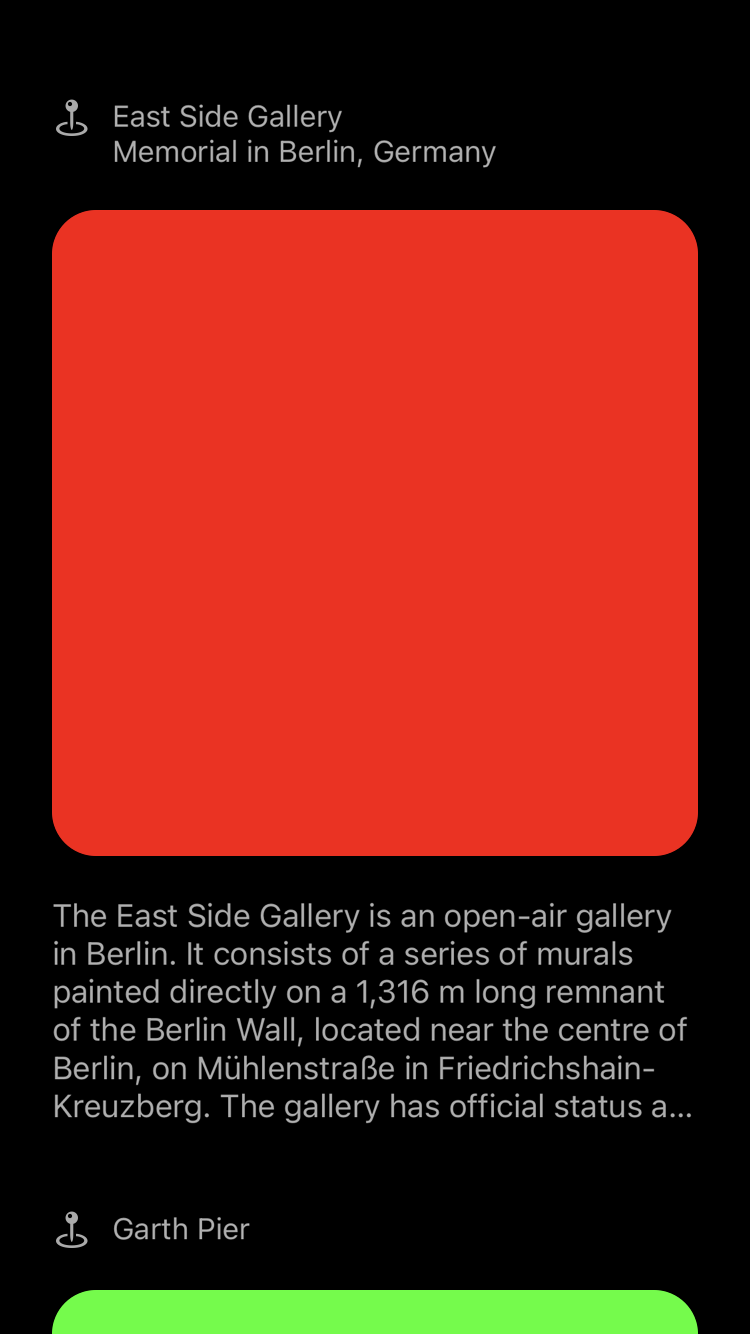 East Side Gallery
Memorial in Berlin, Germany
The East Side Gallery is an open-air gallery
in Berlin. It consists of a series of murals
painted directly on a 1,316 m long remnant
of the Berlin Wall, located near the centre of
Berlin, on Mühlenstraße in Friedrichshain-
Kreuzberg. The gallery has official status a...
Garth Pier